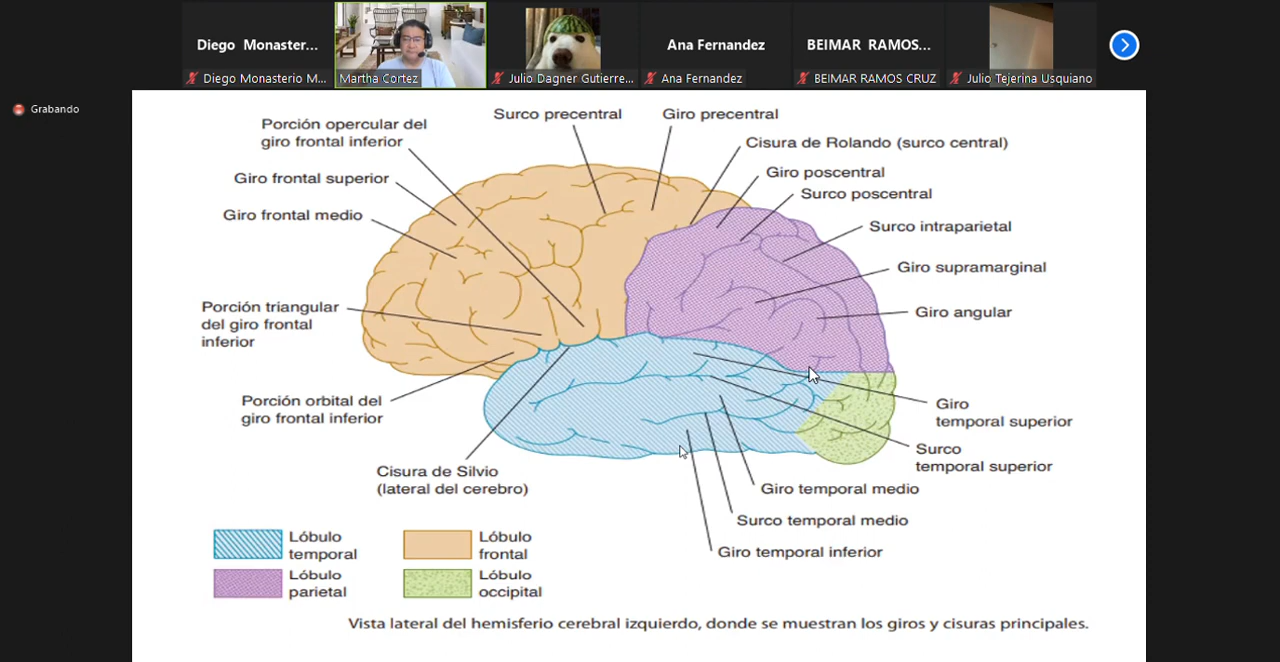 Diego Monaster...
Ana Fernandez
BEIMAR RAMOS...
Diego Monasterio M...
Martha Cortez
Julio Dagner Gutierre...
Ana Fernandez
BEIMAR RAMOS CRUZ
Julio Tejerina Usquiano
Grabando
Porción opercular del
giro frontal inferior
Surco precentral
Giro precentral
Cisura de Rolando (surco central)
Giro frontal superior
Giro poscentral
Surco poscentral
Giro frontal medio
Surco intraparietal
Giro supramarginal
Porción triangular
del giro frontal
inferior
Giro angular
Porción orbital del
giro frontal inferior
Giro
temporal superior
Surco
temporal superior
Cisura de Silvio
(lateral del cerebro)
Giro temporal medio
Surco temporal medio
Giro temporal inferior
Lóbulo
temporal
Lóbulo
frontal
Lóbulo
parietal
Lóbulo
occipital
Vista lateral del hemisferio cerebral izquierdo, donde se muestran los giros y cisuras principales.